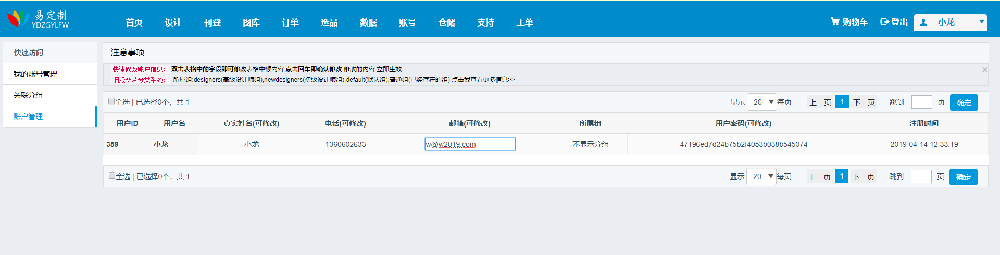 易定制
YDZGYLFW
首页 设计 刊登 图库 订单 选品 数据 账号 仓储 支持 工单 购物车 登出 小龙
快速访问
我的账号管理
关联分组
账户管理
注意事项
快速修改账户信息: 双击表格中的字段即可修改表格中额内容 点击回车即确认修改 修改的内容 立即生效
旧版图片分类系统: 所属组:designers(高级设计师组),newdesigners(初级设计师组),default(默认组),普通组(已经存在的组) 点击我查看更多信息>>
全选 | 已选择0个，共 1 显示 20 每页 上一页 1 下一页 跳到 页 确定
用户ID 用户名 真实姓名(可修改) 电话(可修改) 邮箱(可修改) 所属组 用户密码(可修改) 注册时间
359 小龙 小龙 1360602633 w@w2019.com 不显示分组 47196ed7d24b75b2f4053b038b545074 2019-04-14 12:33:19
全选 | 已选择0个，共 1 显示 20 每页 上一页 1 下一页 跳到 页 确定